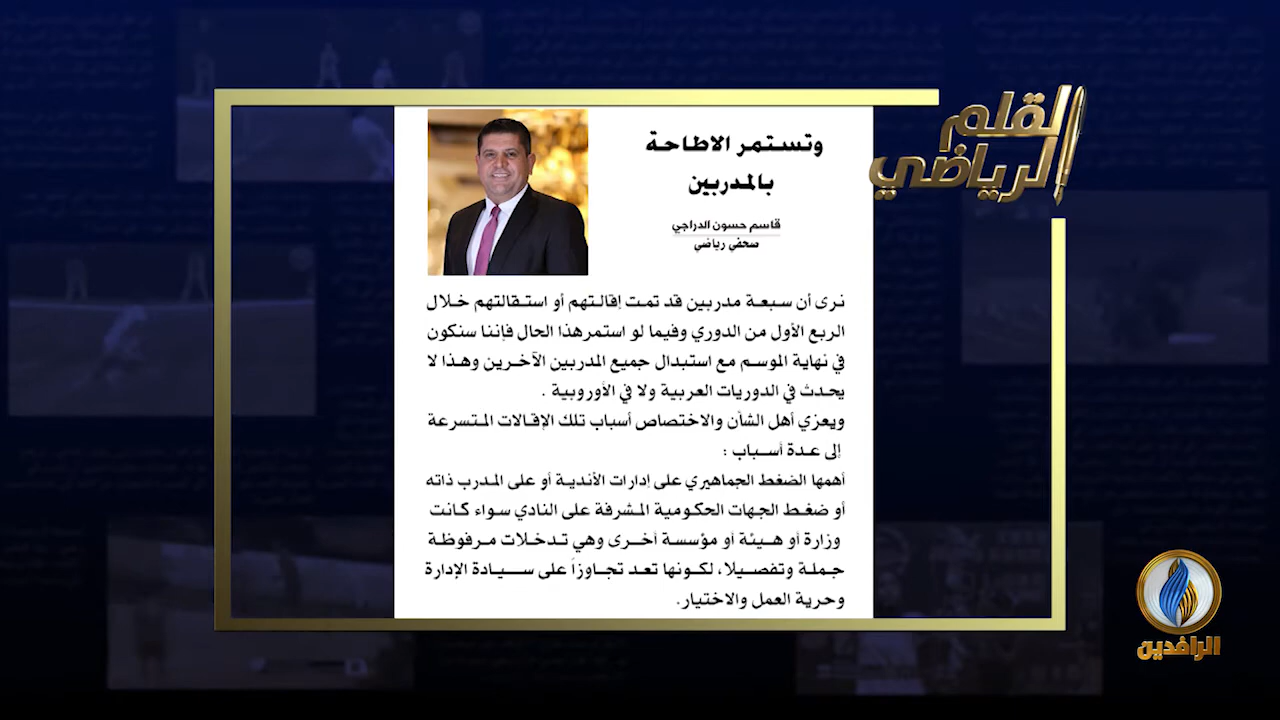 القلم
الرياضي
وتستمر الاطاحة
بالمدربين
قاسم حسون الدراجي
صحفي رياضي
نرى أن سبعة مدربين قد تمت إقالتهم أو استقالتهم خلال
الربع الأول من الدوري وفيما لو استمرهذا الحال فإننا سنكون
في نهاية الموسم مع استبدال جميع المدربين الآخرين وهذا لا
يحدث في الدوريات العربية ولا في الأوروبية .
ويعزي أهل الشأن والاختصاص أسباب تلك الإقالات المتسرعة
إلى عدة أسباب :
أهمها الضغط الجماهيري على إدارات الأندية أو على المدرب ذاته
أو ضغط الجهات الحكومية المشرفة على النادي سواء كانت
وزارة أو هيئة أو مؤسسة أخرى وهي تدخلات مرفوظة
جملة وتفصيلا، لكونها تعد تجاوزاً على سيادة الإدارة
وحرية العمل والاختيار.
الرافدين